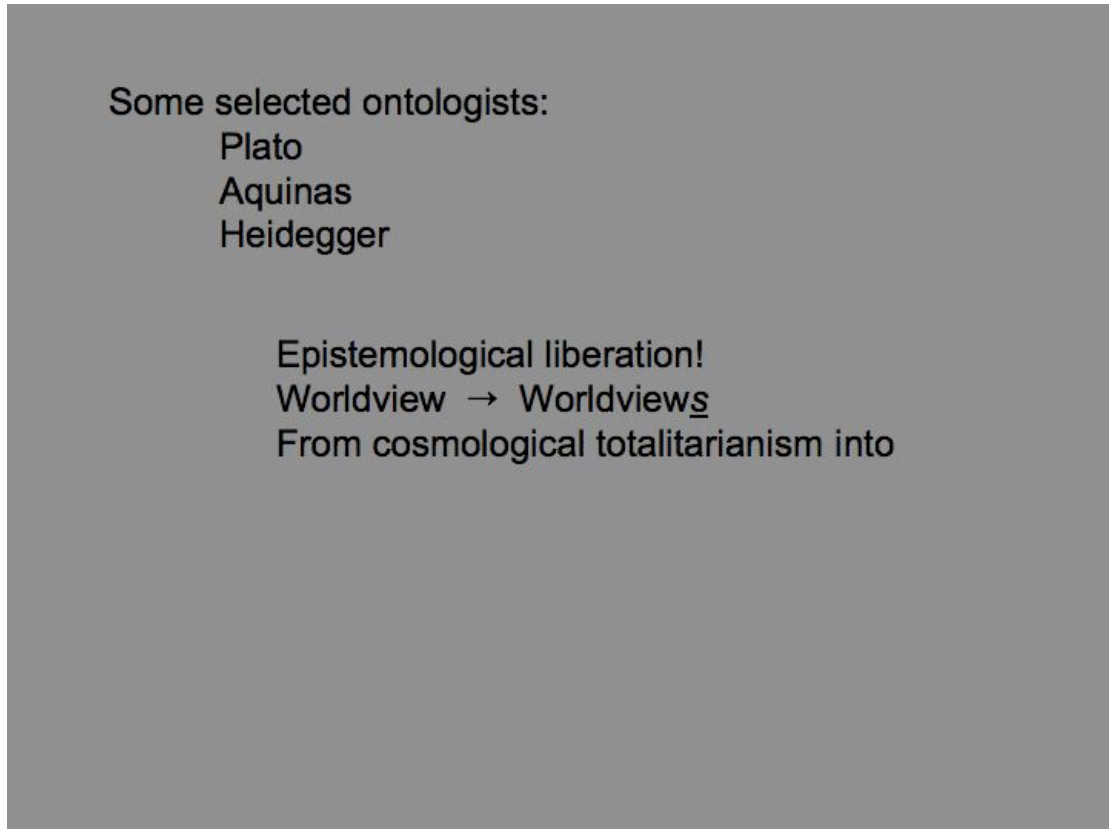 Some selected ontologists:
Plato
Aquinas
Heidegger
Epistemological liberation!
Worldview → Worldviews
From cosmological totalitarianism into